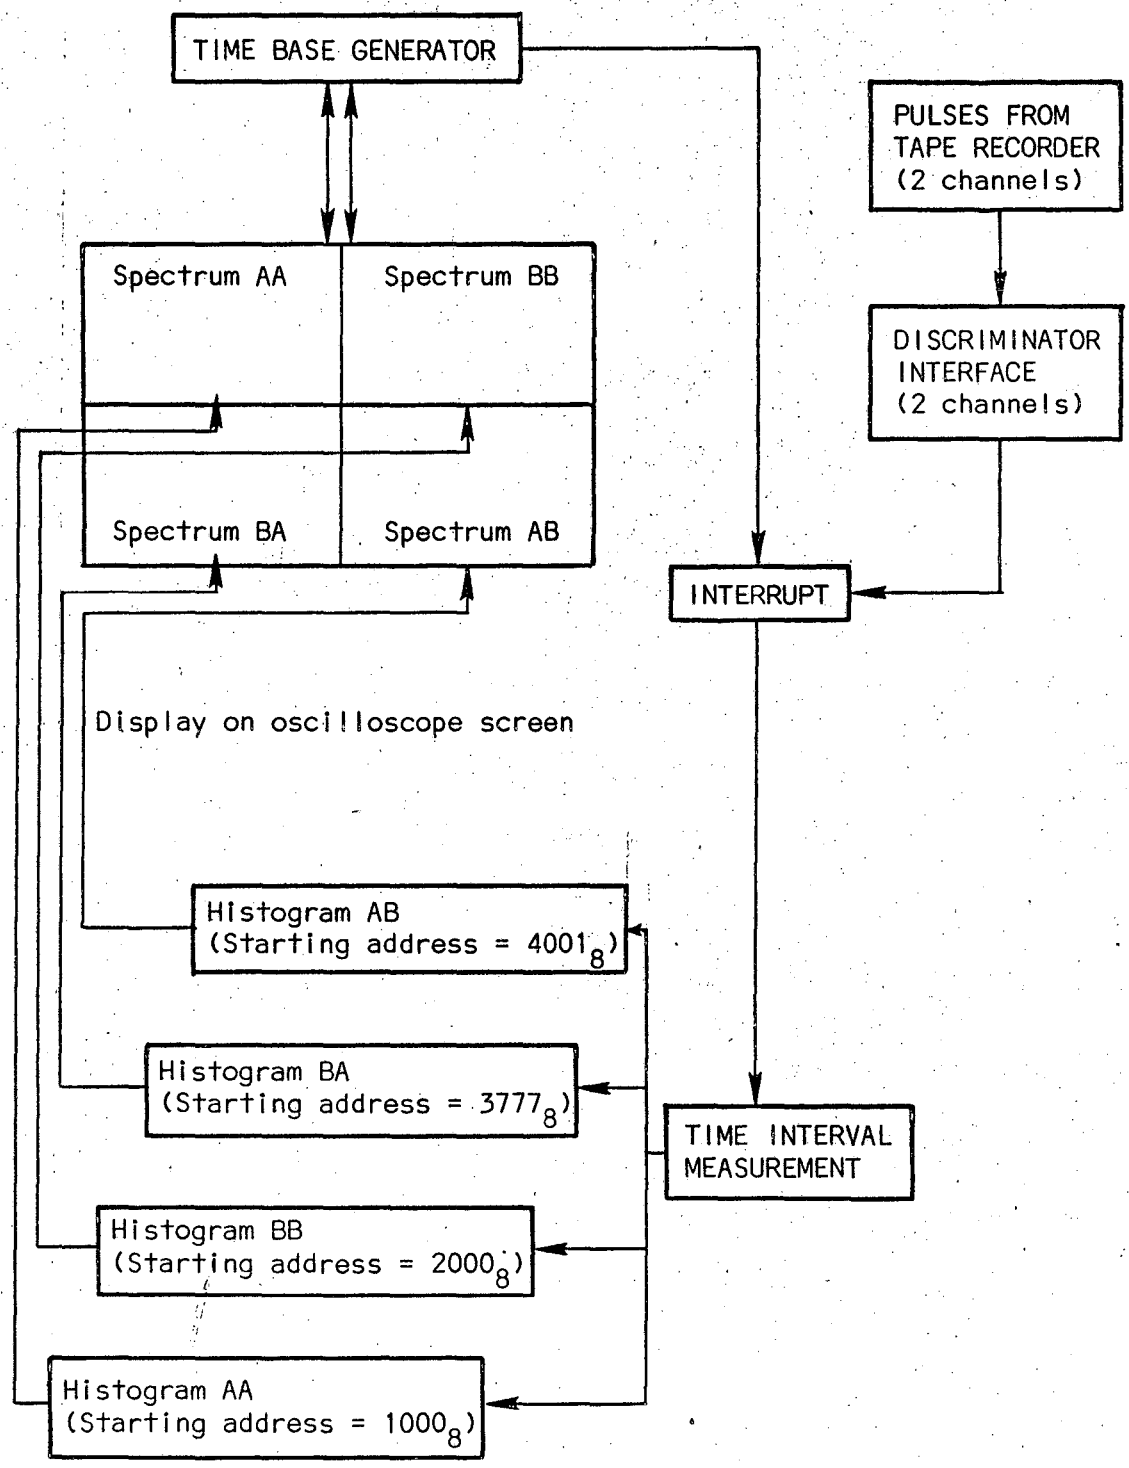 TIME BASE GENERATOR
PULSES FROM
TAPE RECORDER
(2 channels)
Spectrum AA
Spectrum BB
DISCRIMINATOR
INTERFACE
(2 channels)
Spectrum BA
Spectrum AB
INTERRUPT
Display on oscilloscope screen
Histogram AB
(Starting address = 4001₈)
Histogram BA
(Starting address = 3777₈)
TIME INTERVAL
MEASUREMENT
Histogram BB
(Starting address = 2000₈)
Histogram AA
(Starting address = 1000₈)